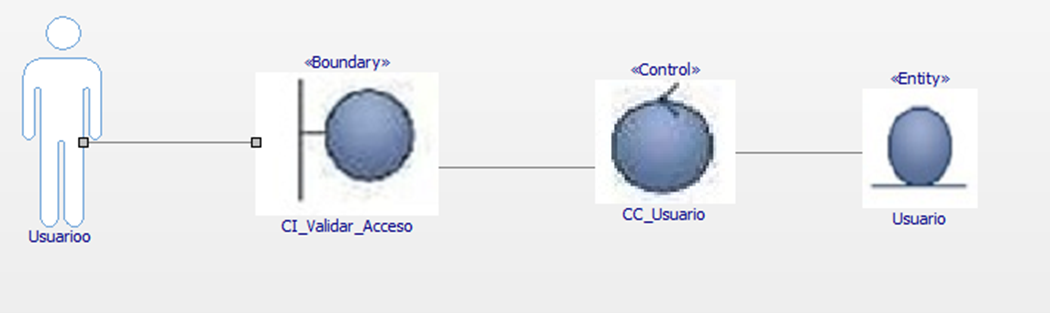 «Boundary»
«Control»
«Entity»
CI_Validar_Acceso
CC_Usuario
Usuario
Usuarioo